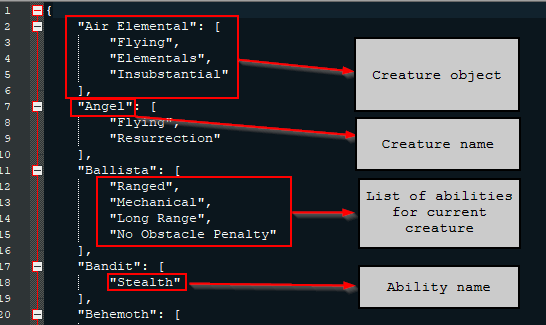 1 {
2 "Air Elemental": [
3 "Flying",
4 "Elementals",
5 "Insubstantial"
6 ],
7 "Angel": [
8 "Flying",
9 "Resurrection"
10 ],
11 "Ballista": [
12 "Ranged",
13 "Mechanical",
14 "Long Range",
15 "No Obstacle Penalty"
16 ],
17 "Bandit": [
18 "Stealth"
19 ],
20 "Behemoth": [
Creature object
Creature name
List of abilities
for current
creature
Ability name